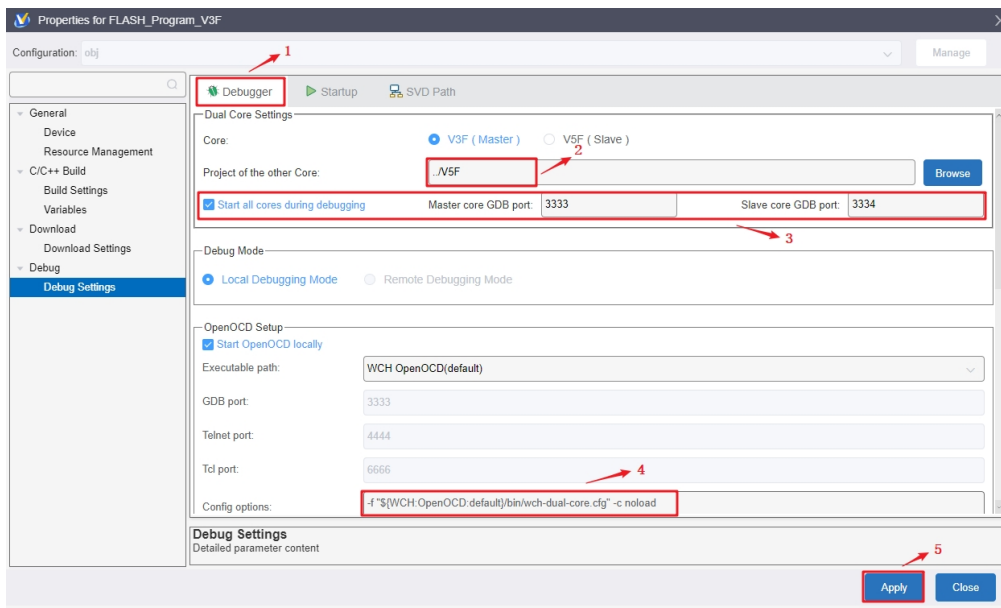 Properties for FLASH_Program_V3F
Configuration: obj Manage
1
Debugger Startup SVD Path
General
Device
Resource Management
C/C++ Build
Build Settings
Variables
Download
Download Settings
Debug
Debug Settings
Dual Core Settings
Core: V3F ( Master ) V5F ( Slave )
2
Project of the other Core: ../V5F Browse
Start all cores during debugging Master core GDB port: 3333 Slave core GDB port: 3334
3
Debug Mode
Local Debugging Mode Remote Debugging Mode
OpenOCD Setup
Start OpenOCD locally
Executable path: WCH OpenOCD(default)
GDB port: 3333
Telnet port: 4444
Tcl port: 6666
4
Config options: -f "${WCH:OpenOCD:default}/bin/wch-dual-core.cfg" -c noload
Debug Settings
Detailed parameter content
5
Apply Close